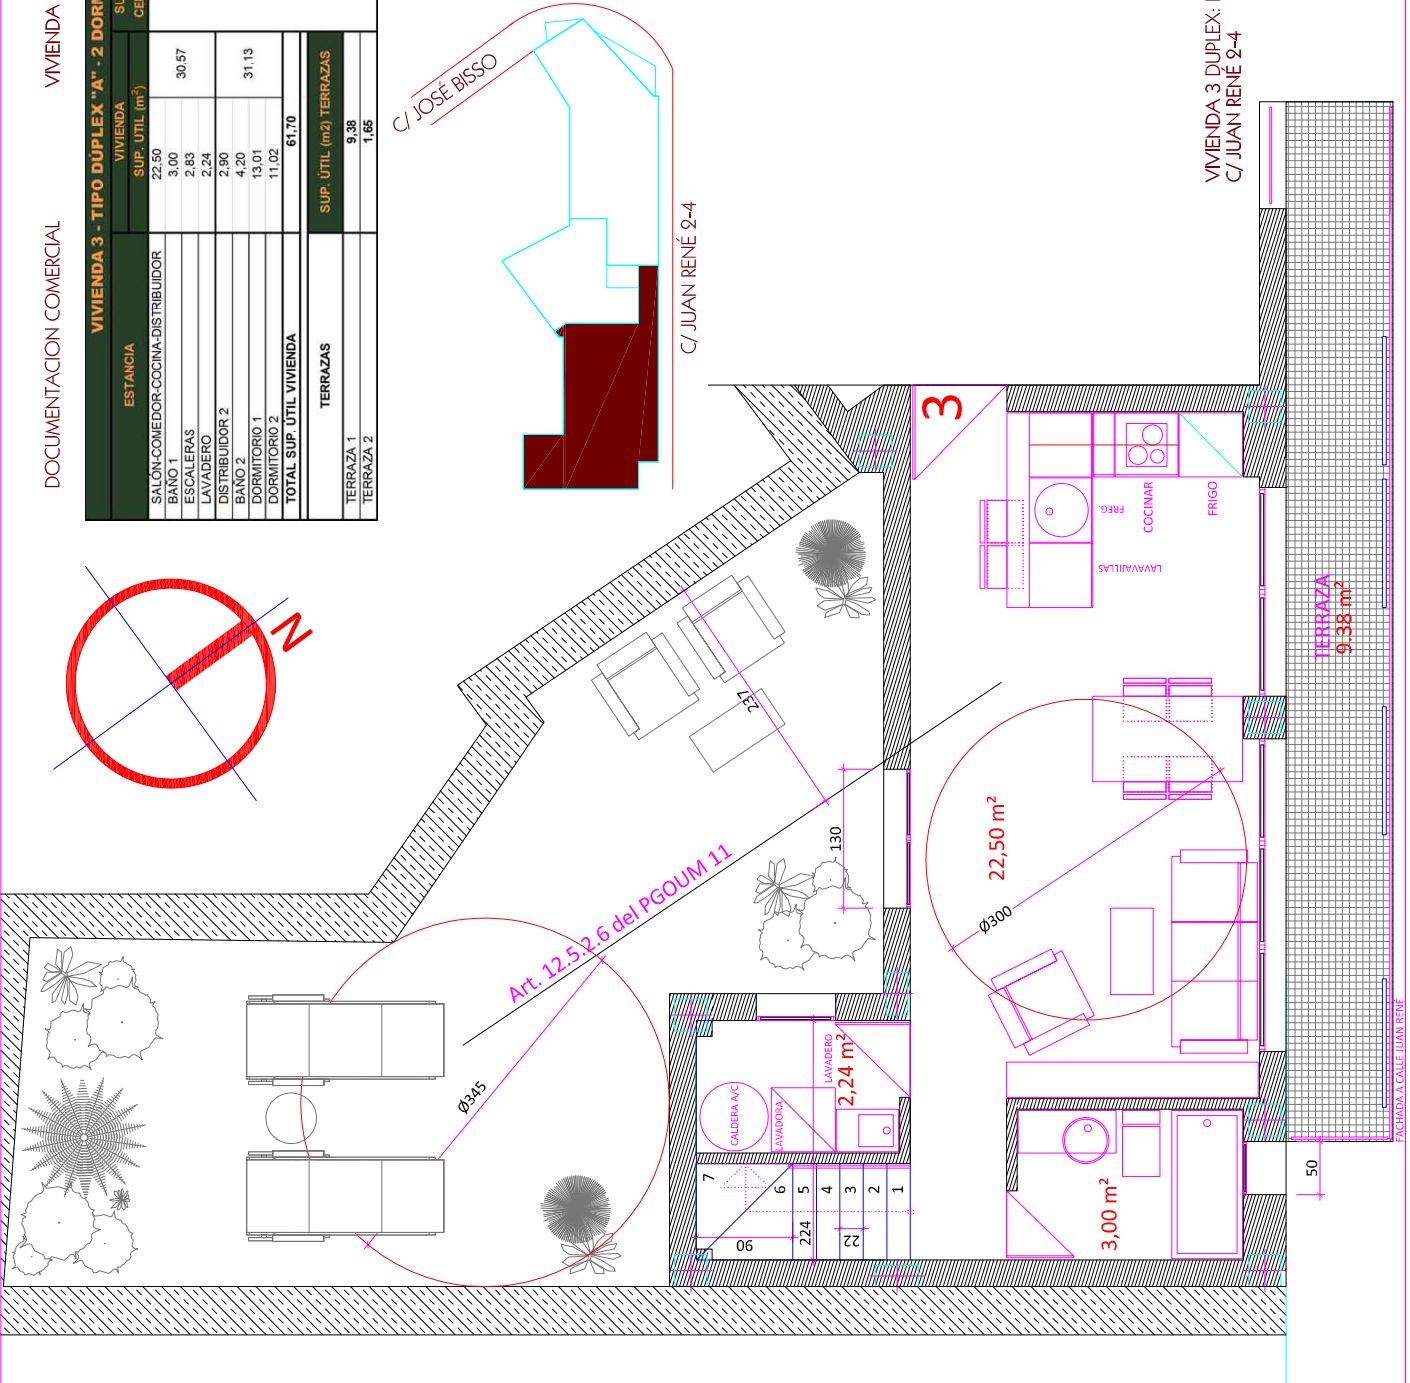 DOCUMENTACION COMERCIAL
VIVIENDA
VIVIENDA 3 - TIPO DÚPLEX "A" - 2 DORM
ESTANCIA
VIVIENDA
SUP. ÚTIL (m²)
SALÓN-COMEDOR-COCINA-DISTRIBUIDOR 22,50
BAÑO 1 3,00
ESCALERAS 2,83
LAVADERO 2,24
30,57
DISTRIBUIDOR 2 2,90
BAÑO 2 4,20
DORMITORIO 1 13,01
DORMITORIO 2 11,02
31,13
TOTAL SUP. ÚTIL VIVIENDA 61,70
TERRAZAS SUP. ÚTIL (m2) TERRAZAS
TERRAZA 1 9,38
TERRAZA 2 1,65
C/ JOSÉ BISSO
C/ JUAN RENÉ 2-4
VIVIENDA 3 DUPLEX:
C/ JUAN RENÉ 2-4
N
3
FREG.
COCINAR
FRIGO
LAVAVAJILLAS
TERRAZA
9.38 m²
237
130
Art. 12.5.2.6 del PGOUM 11
22,50 m²
Ø300
Ø345
CALDERA A/C
LAVADORA
LAVADERO
2,24 m²
7
6
5
4
3
2
1
90
224
22
3,00 m²
50
FACHADA A CALLE JUAN RENÉ